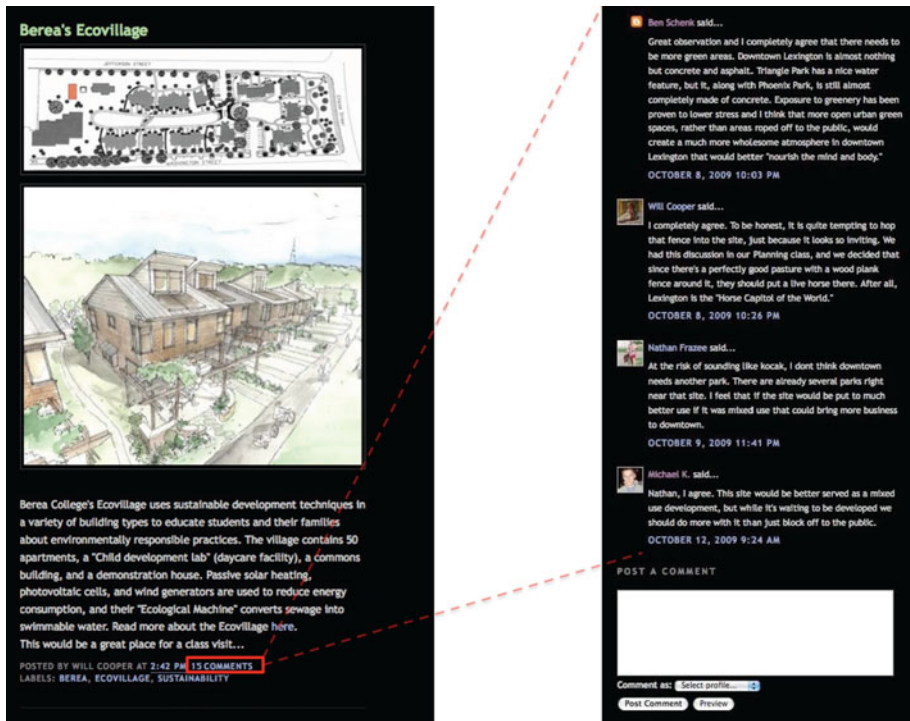 Berea's Ecovillage
JEFFERSON STREET
WASHINGTON STREET
Berea College's Ecovillage uses sustainable development techniques in
a variety of building types to educate students and their families
about environmentally responsible practices. The village contains 50
apartments, a "Child development lab" (daycare facility), a commons
building, and a demonstration house. Passive solar heating,
photovoltaic cells, and wind generators are used to reduce energy
consumption, and their "Ecological Machine" converts sewage into
swimmable water. Read more about the Ecovillage here.
This would be a great place for a class visit...
POSTED BY WILL COOPER AT 2:42 PM 15 COMMENTS
LABELS: BEREA, ECOVILLAGE, SUSTAINABILITY
Ben Schenk said...
Great observation and I completely agree that there needs to
be more green areas. Downtown Lexington is almost nothing
but concrete and asphalt. Triangle Park has a nice water
feature, but it, along with Phoenix Park, is still almost
completely made of concrete. Exposure to greenery has been
proven to lower stress and I think that more open urban green
spaces, rather than areas roped off to the public, would
create a much more wholesome atmosphere in downtown
Lexington that would better "nourish the mind and body."
OCTOBER 8, 2009 10:03 PM
Will Cooper said...
I completely agree. To be honest, it is quite tempting to hop
that fence into the site, just because it looks so inviting. We
had this discussion in our Planning class, and we decided that
since there's a perfectly good pasture with a wood plank
fence around it, they should put a live horse there. After all,
Lexington is the "Horse Capitol of the World."
OCTOBER 8, 2009 10:26 PM
Nathan Frazee said...
At the risk of sounding like kocak, I dont think downtown
needs another park. There are already several parks right
near that site. I feel that if the site would be put to much
better use if it was mixed use that could bring more business
to downtown.
OCTOBER 9, 2009 11:41 PM
Michael K. said...
Nathan, I agree. This site would be better served as a mixed
use development, but while it's waiting to be developed we
should do more with it than just block off to the public.
OCTOBER 12, 2009 9:24 AM
POST A COMMENT
Comment as: Select profile...
Post Comment Preview